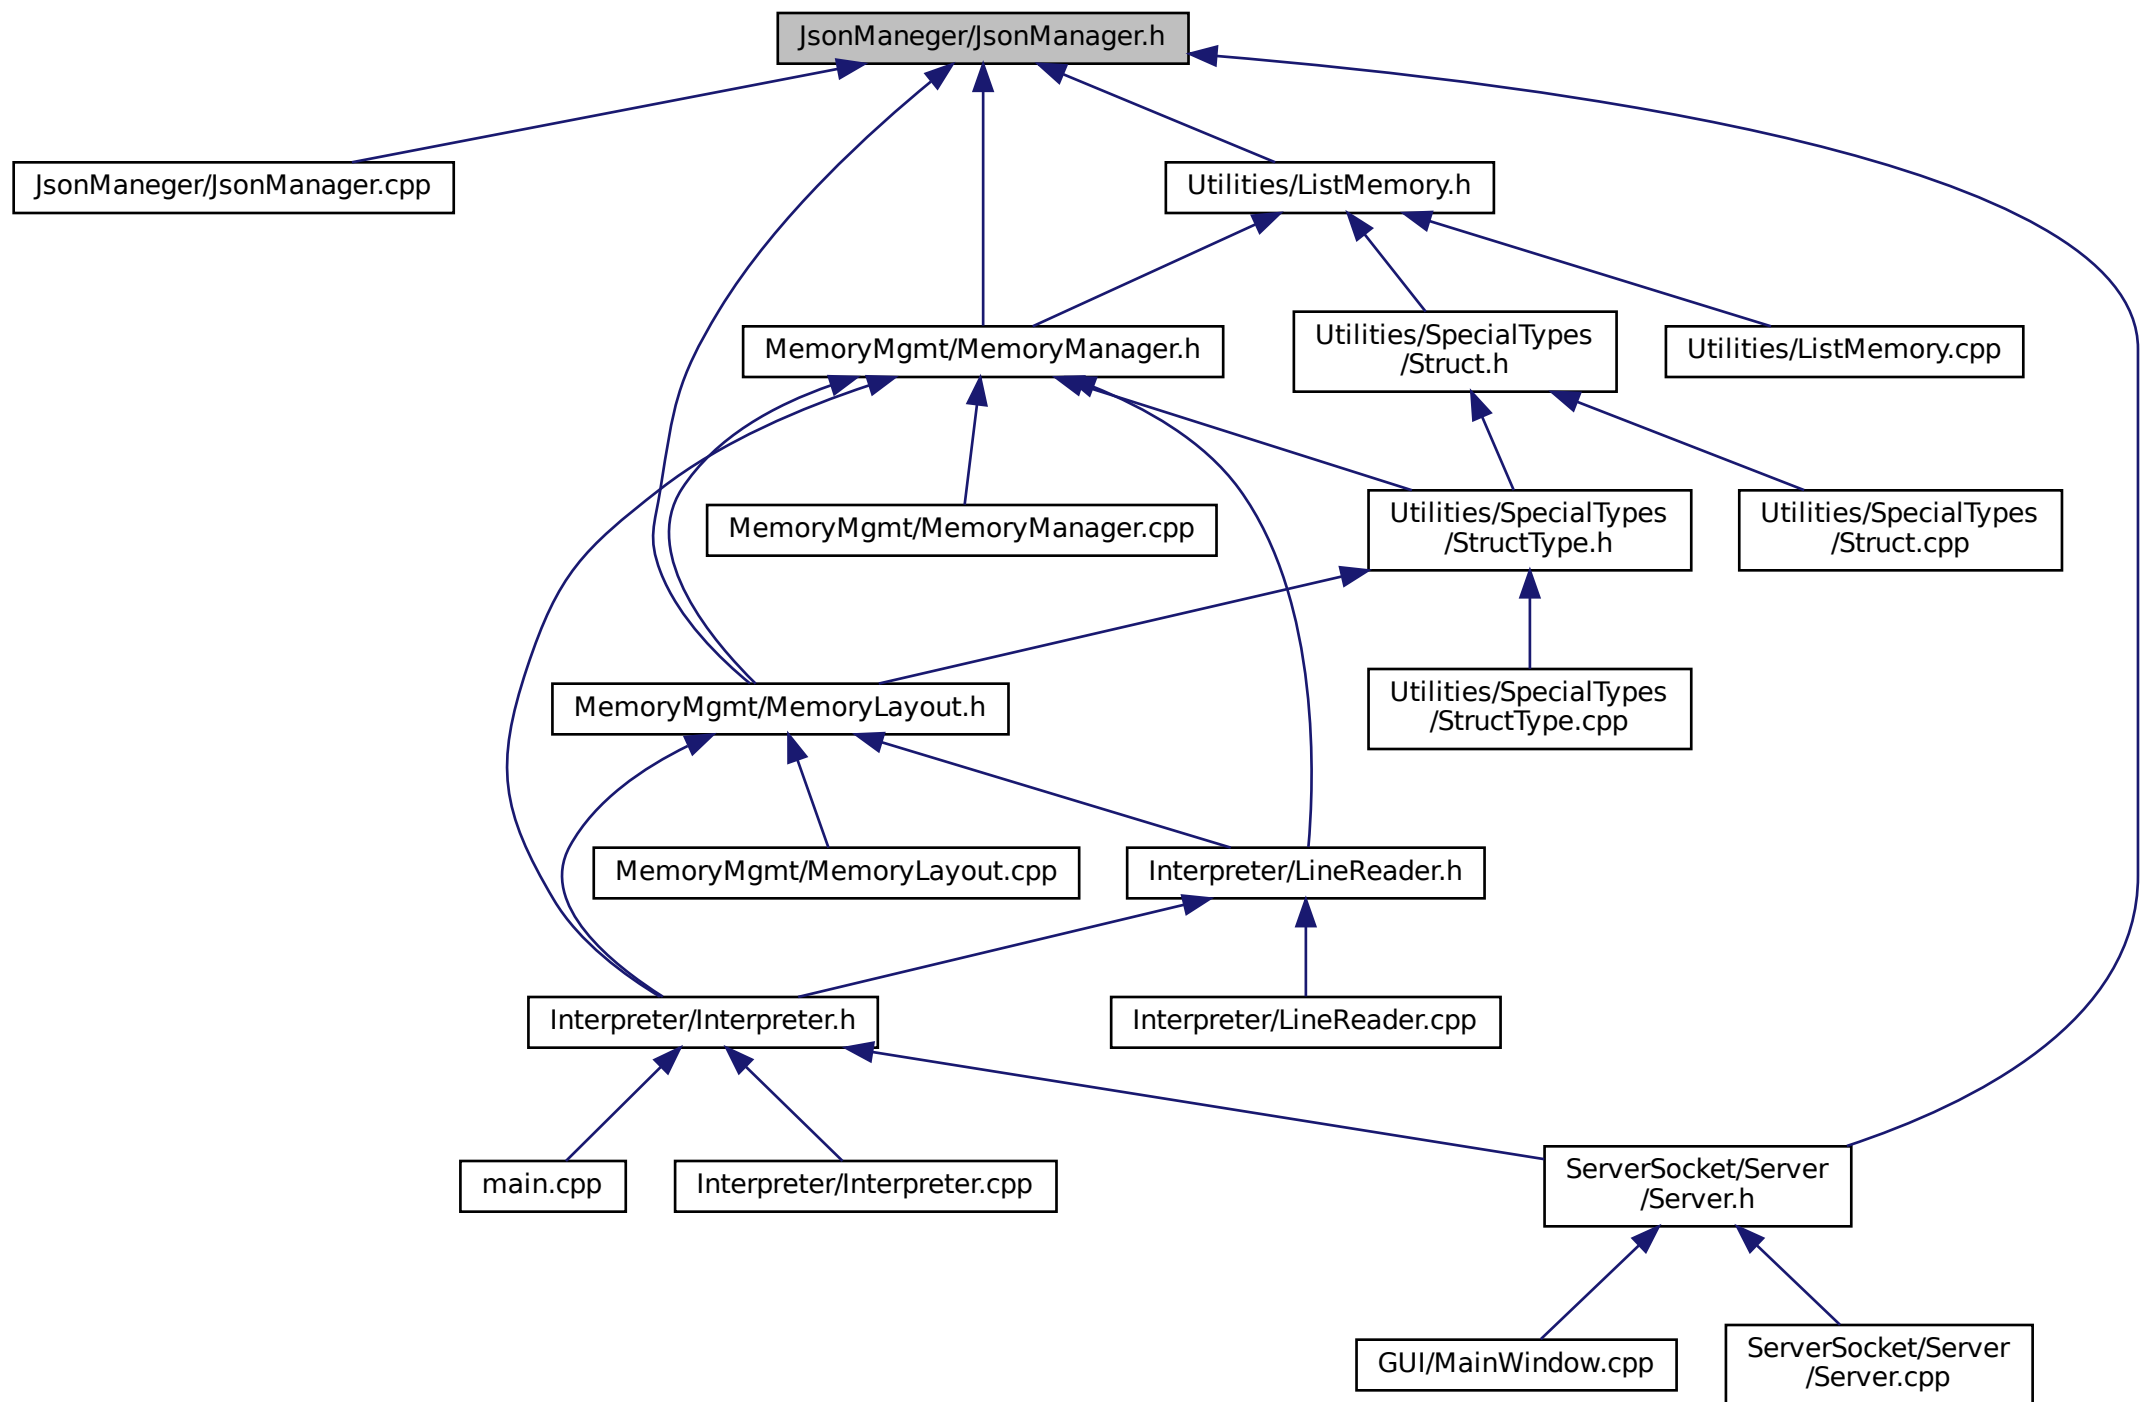 JsonManeger/JsonManager.h
JsonManeger/JsonManager.cpp
Utilities/ListMemory.h
MemoryMgmt/MemoryManager.h
Utilities/SpecialTypes
/Struct.h
Utilities/ListMemory.cpp
MemoryMgmt/MemoryManager.cpp
Utilities/SpecialTypes
/StructType.h
Utilities/SpecialTypes
/Struct.cpp
MemoryMgmt/MemoryLayout.h
Utilities/SpecialTypes
/StructType.cpp
MemoryMgmt/MemoryLayout.cpp
Interpreter/LineReader.h
Interpreter/Interpreter.h
Interpreter/LineReader.cpp
main.cpp
Interpreter/Interpreter.cpp
ServerSocket/Server
/Server.h
GUI/MainWindow.cpp
ServerSocket/Server
/Server.cpp